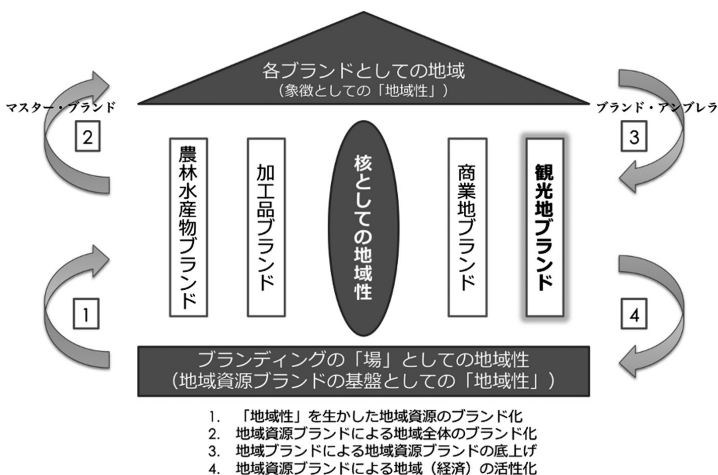 各ブランドとしての地域
(象徴としての「地域性」)
マスター・ブランド
ブランド・アンブレラ
2
3
農林水産物ブランド
加工品ブランド
核としての地域性
商業地ブランド
観光地ブランド
1
4
ブランディングの「場」としての地域性
(地域資源ブランドの基盤としての「地域性」)
1. 「地域性」を生かした地域資源のブランド化
2. 地域資源ブランドによる地域全体のブランド化
3. 地域ブランドによる地域資源ブランドの底上げ
4. 地域資源ブランドによる地域（経済）の活性化